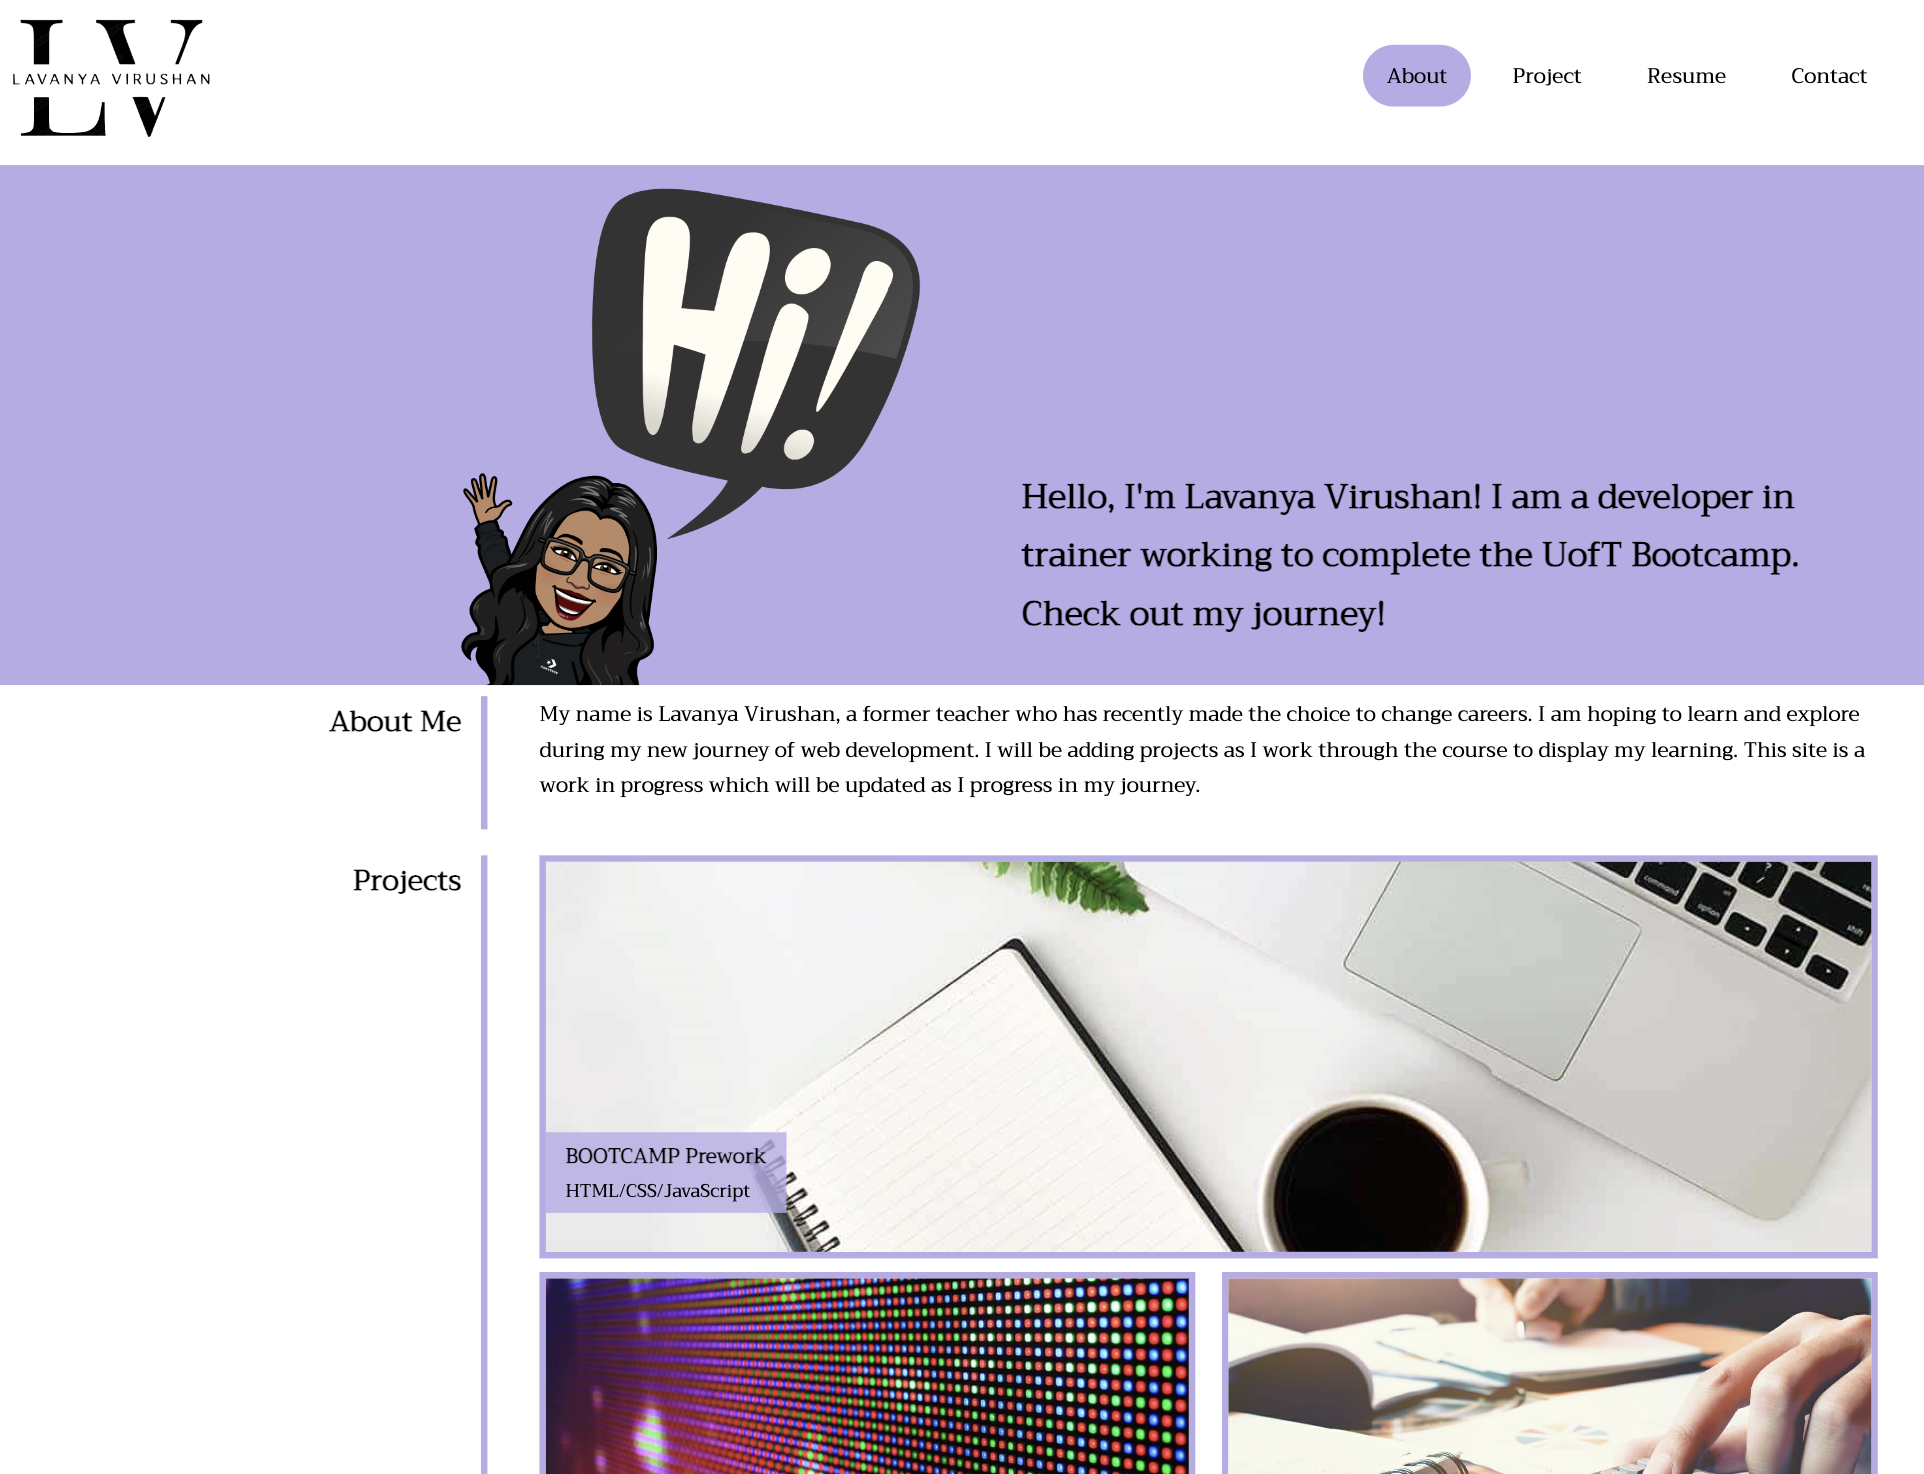 LV
LAVANYA VIRUSHAN
About
Project
Resume
Contact
Hi!
Hello, I'm Lavanya Virushan! I am a developer in
trainer working to complete the UofT Bootcamp.
Check out my journey!
About Me
My name is Lavanya Virushan, a former teacher who has recently made the choice to change careers. I am hoping to learn and explore
during my new journey of web development. I will be adding projects as I work through the course to display my learning. This site is a
work in progress which will be updated as I progress in my journey.
Projects
command
option
shift
?
/
BOOTCAMP Prework
HTML/CSS/JavaScript